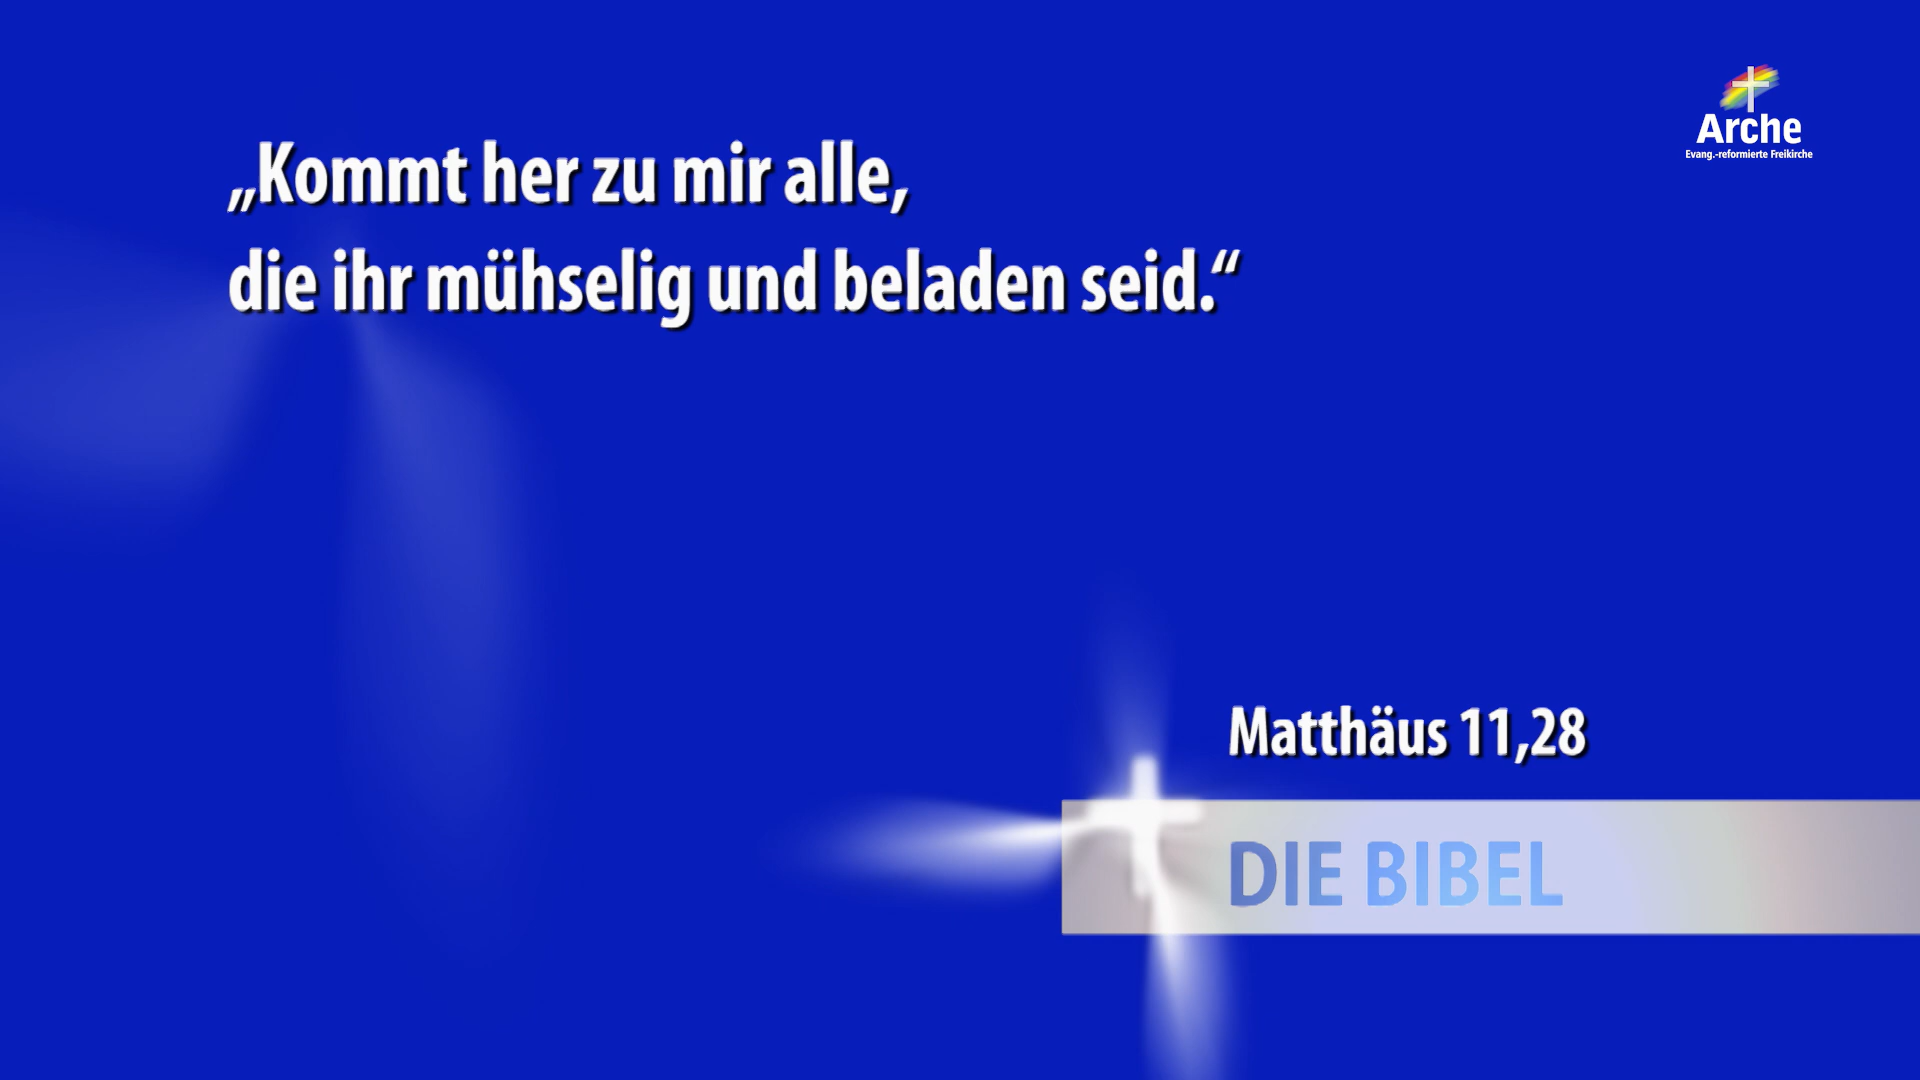 Arche
Evang.-reformierte Freikirche
„Kommt her zu mir alle,
die ihr mühselig und beladen seid.“
Matthäus 11,28
DIE BIBEL